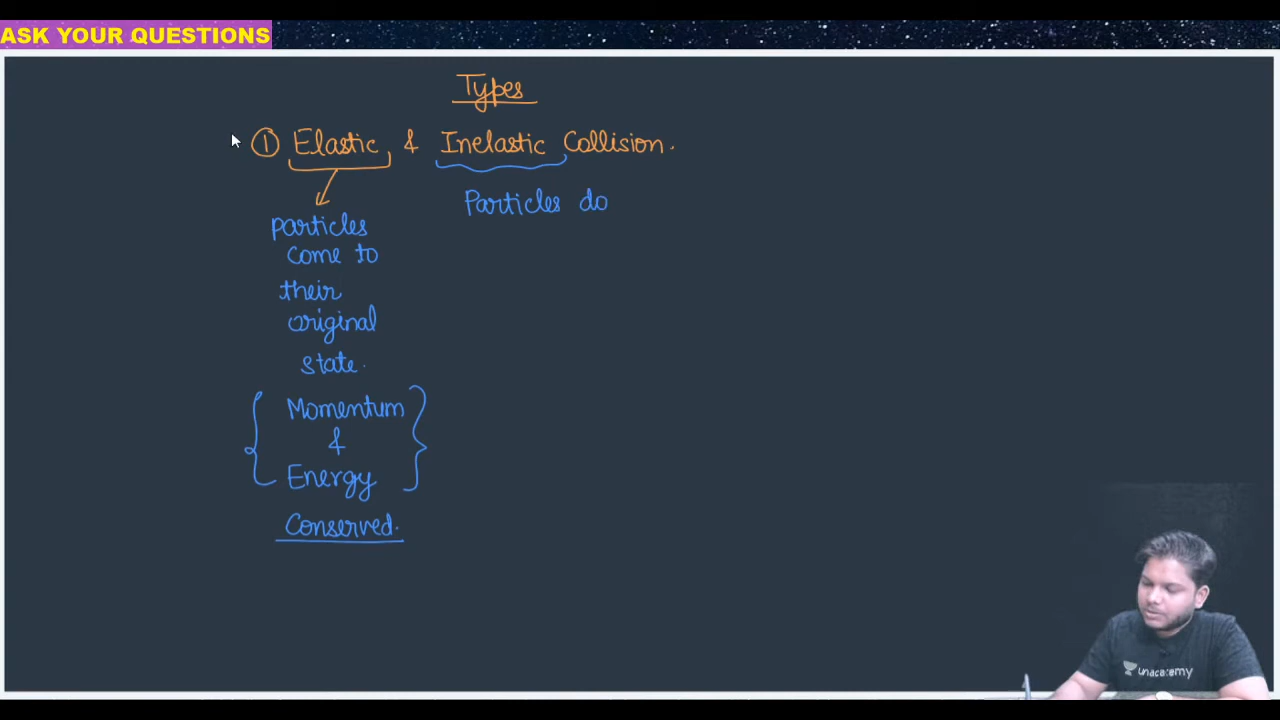 ASK YOUR QUESTIONS
Types
① Elastic & Inelastic Collision.
particles
come to
their
original
state.
Momentum
&
Energy
Conserved.
Particles do
unacademy